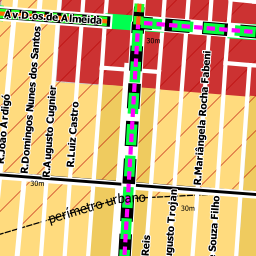 Av.D.os.de Almeida
30m
R.João Ardigó
R.Domingos Nunes dos Santos
R.Augusto Cugnier
R.Luiz Castro
R.Mariângela Rocha Fabeni
30m
perímetro urbano
30m
Reis
gusto Trojan
Souza Filho